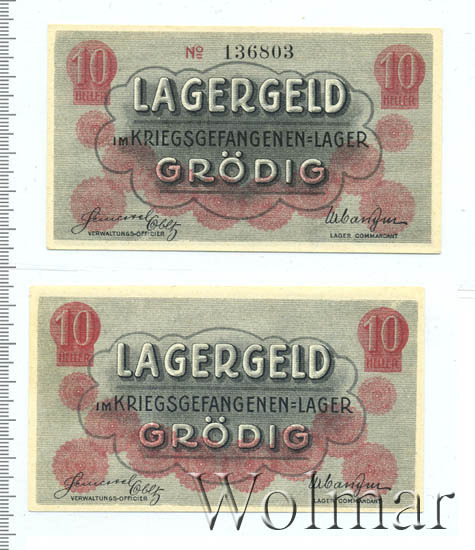 10 № 136803 10
HELLER HELLER
LAGERGELD
IM KRIEGSGEFANGENEN=LAGER
GRÖDIG
VERWALTUNGS-OFFICIER LAGER COMMANDANT
10 10
HELLER HELLER
LAGERGELD
IM KRIEGSGEFANGENEN=LAGER
GRÖDIG
VERWALTUNGS-OFFICIER LAGER COMMANDANT
Wolmar